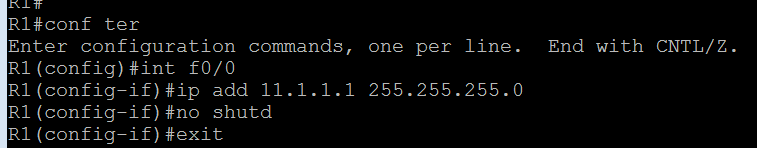 R1#
R1#conf ter
Enter configuration commands, one per line.  End with CNTL/Z.
R1(config)#int f0/0
R1(config-if)#ip add 11.1.1.1 255.255.255.0
R1(config-if)#no shutd
R1(config-if)#exit